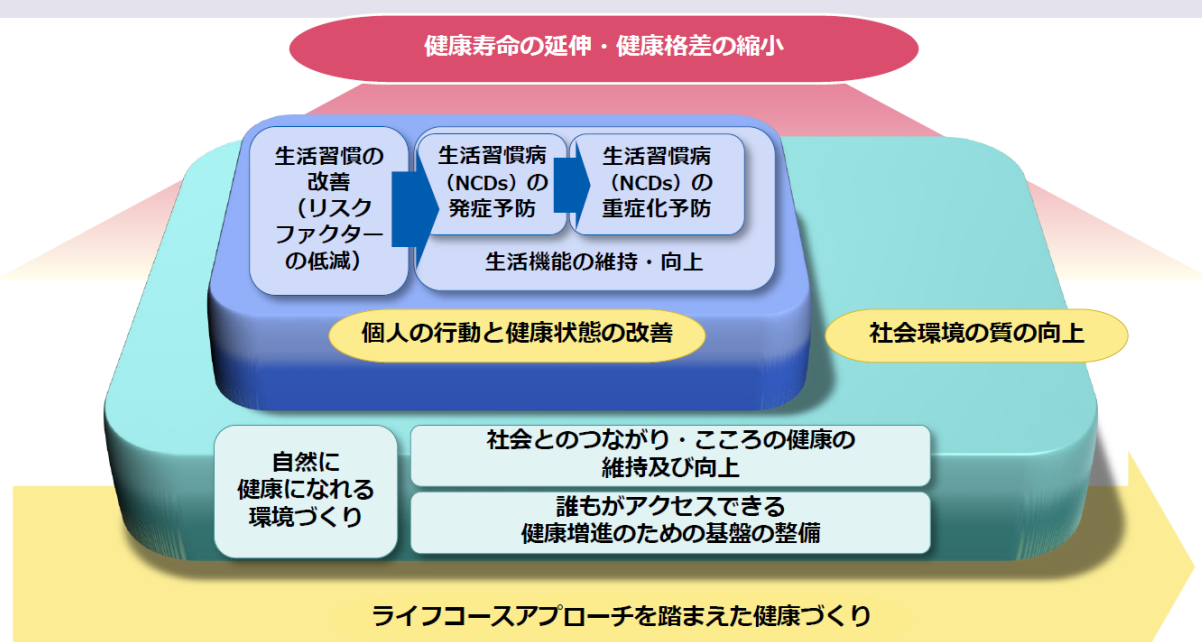 健康寿命の延伸・健康格差の縮小
生活習慣の
改善
（リスク
ファクター
の低減）
生活習慣病
（NCDs）の
発症予防
生活習慣病
（NCDs）の
重症化予防
生活機能の維持・向上
個人の行動と健康状態の改善
社会環境の質の向上
自然に
健康になれる
環境づくり
社会とのつながり・こころの健康の
維持及び向上
誰もがアクセスできる
健康増進のための基盤の整備
ライフコースアプローチを踏まえた健康づくり